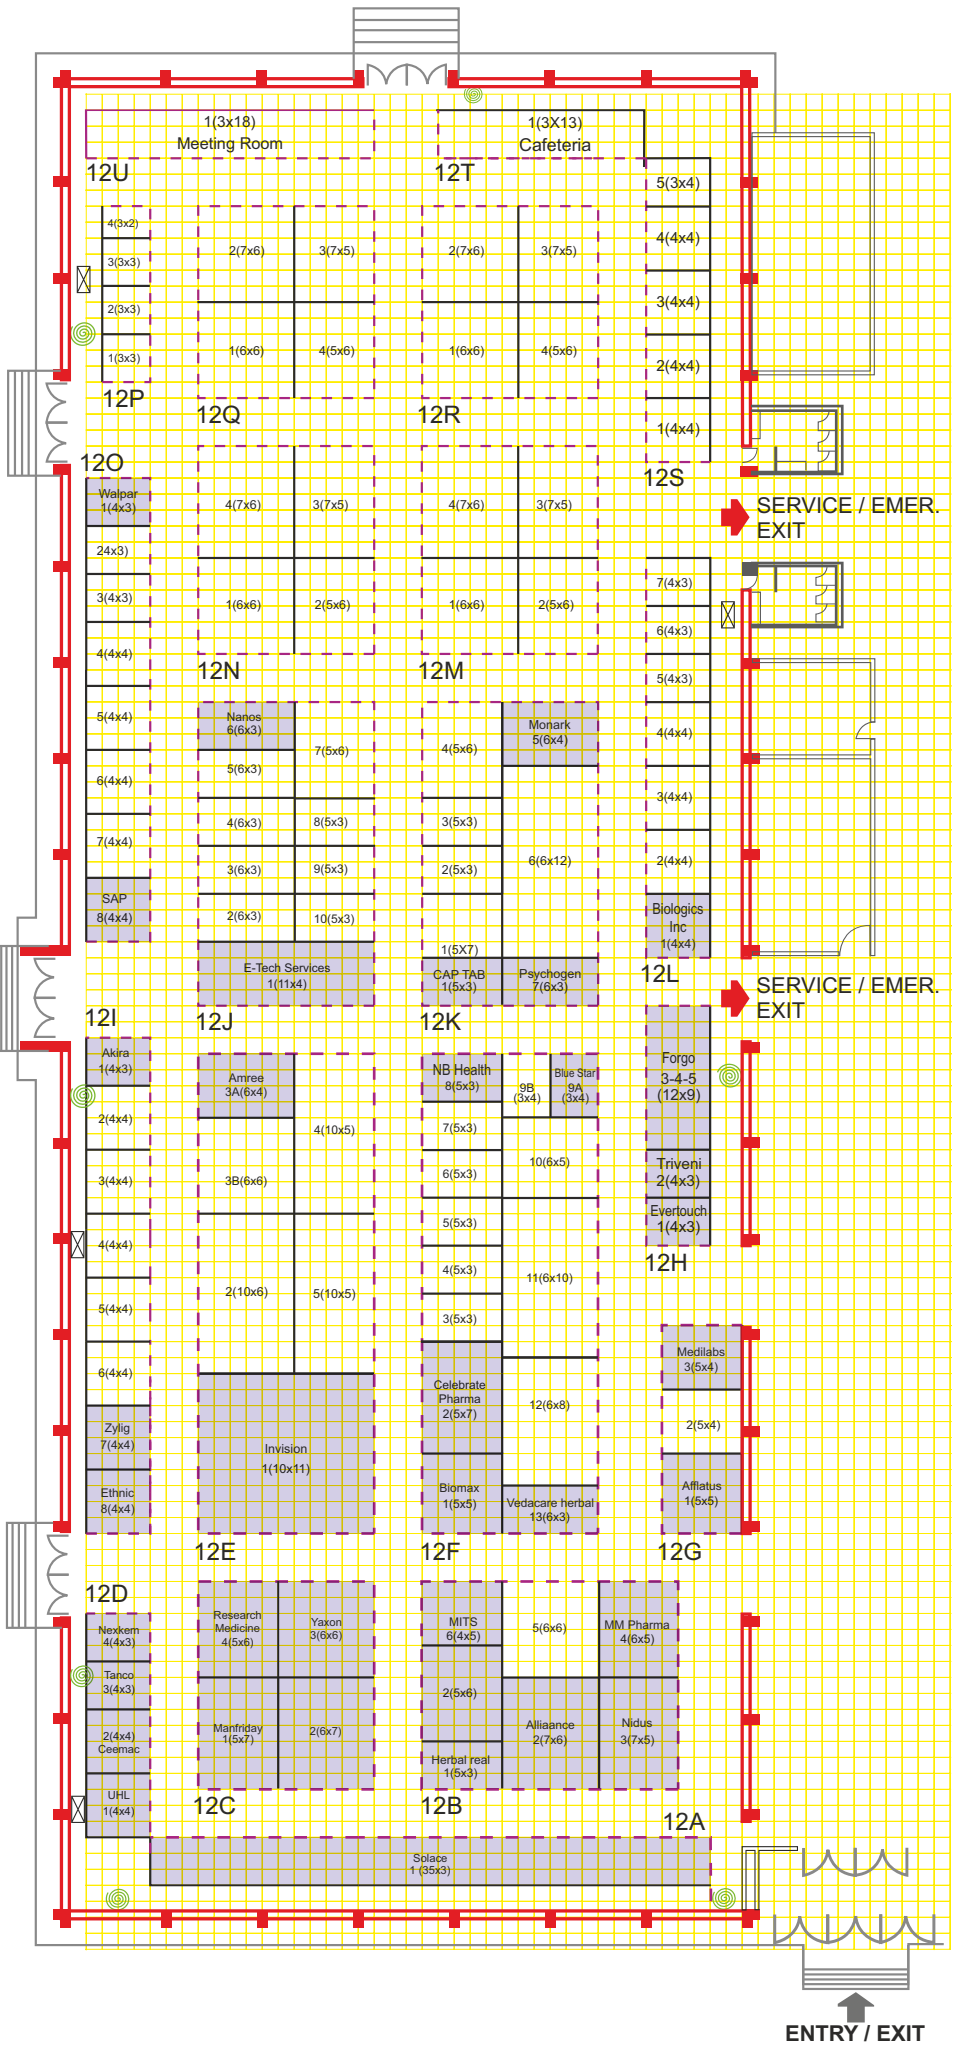 1(3x18)
Meeting Room
12U
1(3X13)
Cafeteria
12T
5(3x4)
4(4x4)
3(4x4)
2(4x4)
1(4x4)
12S
4(3x2)
3(3x3)
2(3x3)
1(3x3)
12P
2(7x6)
3(7x5)
1(6x6)
4(5x6)
12Q
2(7x6)
3(7x5)
1(6x6)
4(5x6)
12R
12O
Walpar
1(4x3)
24x3)
3(4x3)
4(4x4)
5(4x4)
6(4x4)
7(4x4)
SAP
8(4x4)
4(7x6)
3(7x5)
1(6x6)
2(5x6)
12N
4(7x6)
3(7x5)
1(6x6)
2(5x6)
12M
SERVICE / EMER.
EXIT
7(4x3)
6(4x3)
5(4x3)
4(4x4)
3(4x4)
2(4x4)
Biologics
Inc
1(4x4)
12L
Nanos
6(6x3)
7(5x6)
5(6x3)
4(6x3)
8(5x3)
3(6x3)
9(5x3)
2(6x3)
10(5x3)
E-Tech Services
1(11x4)
12J
4(5x6)
Monark
5(6x4)
3(5x3)
2(5x3)
6(6x12)
1(5X7)
CAP TAB
1(5x3)
Psychogen
7(6x3)
12K
SERVICE / EMER.
EXIT
12I
Akira
1(4x3)
2(4x4)
3(4x4)
4(4x4)
5(4x4)
6(4x4)
Zylig
7(4x4)
Ethnic
8(4x4)
Amree
3A(6x4)
4(10x5)
3B(6x6)
2(10x6)
5(10x5)
Invision
1(10x11)
12E
NB Health
8(5x3)
9B
(3x4)
Blue Star
9A
(3x4)
7(5x3)
10(6x5)
6(5x3)
5(5x3)
4(5x3)
11(6x10)
3(5x3)
Celebrate
Pharma
2(5x7)
12(6x8)
Biomax
1(5x5)
Vedacare herbal
13(6x3)
12F
Forgo
3-4-5
(12x9)
Triveni
2(4x3)
Evertouch
1(4x3)
12H
Medilabs
3(5x4)
2(5x4)
Afflatus
1(5x5)
12G
12D
Nexkem
4(4x3)
Tanco
3(4x3)
2(4x4)
Ceemac
UHL
1(4x4)
Research
Medicine
4(5x6)
Yaxon
3(6x6)
Manfriday
1(5x7)
2(6x7)
12C
MITS
6(4x5)
5(6x6)
MM Pharma
4(6x5)
2(5x6)
Alliaance
2(7x6)
Nidus
3(7x5)
Herbal real
1(5x3)
12B
12A
Solace
1 (35x3)
ENTRY / EXIT